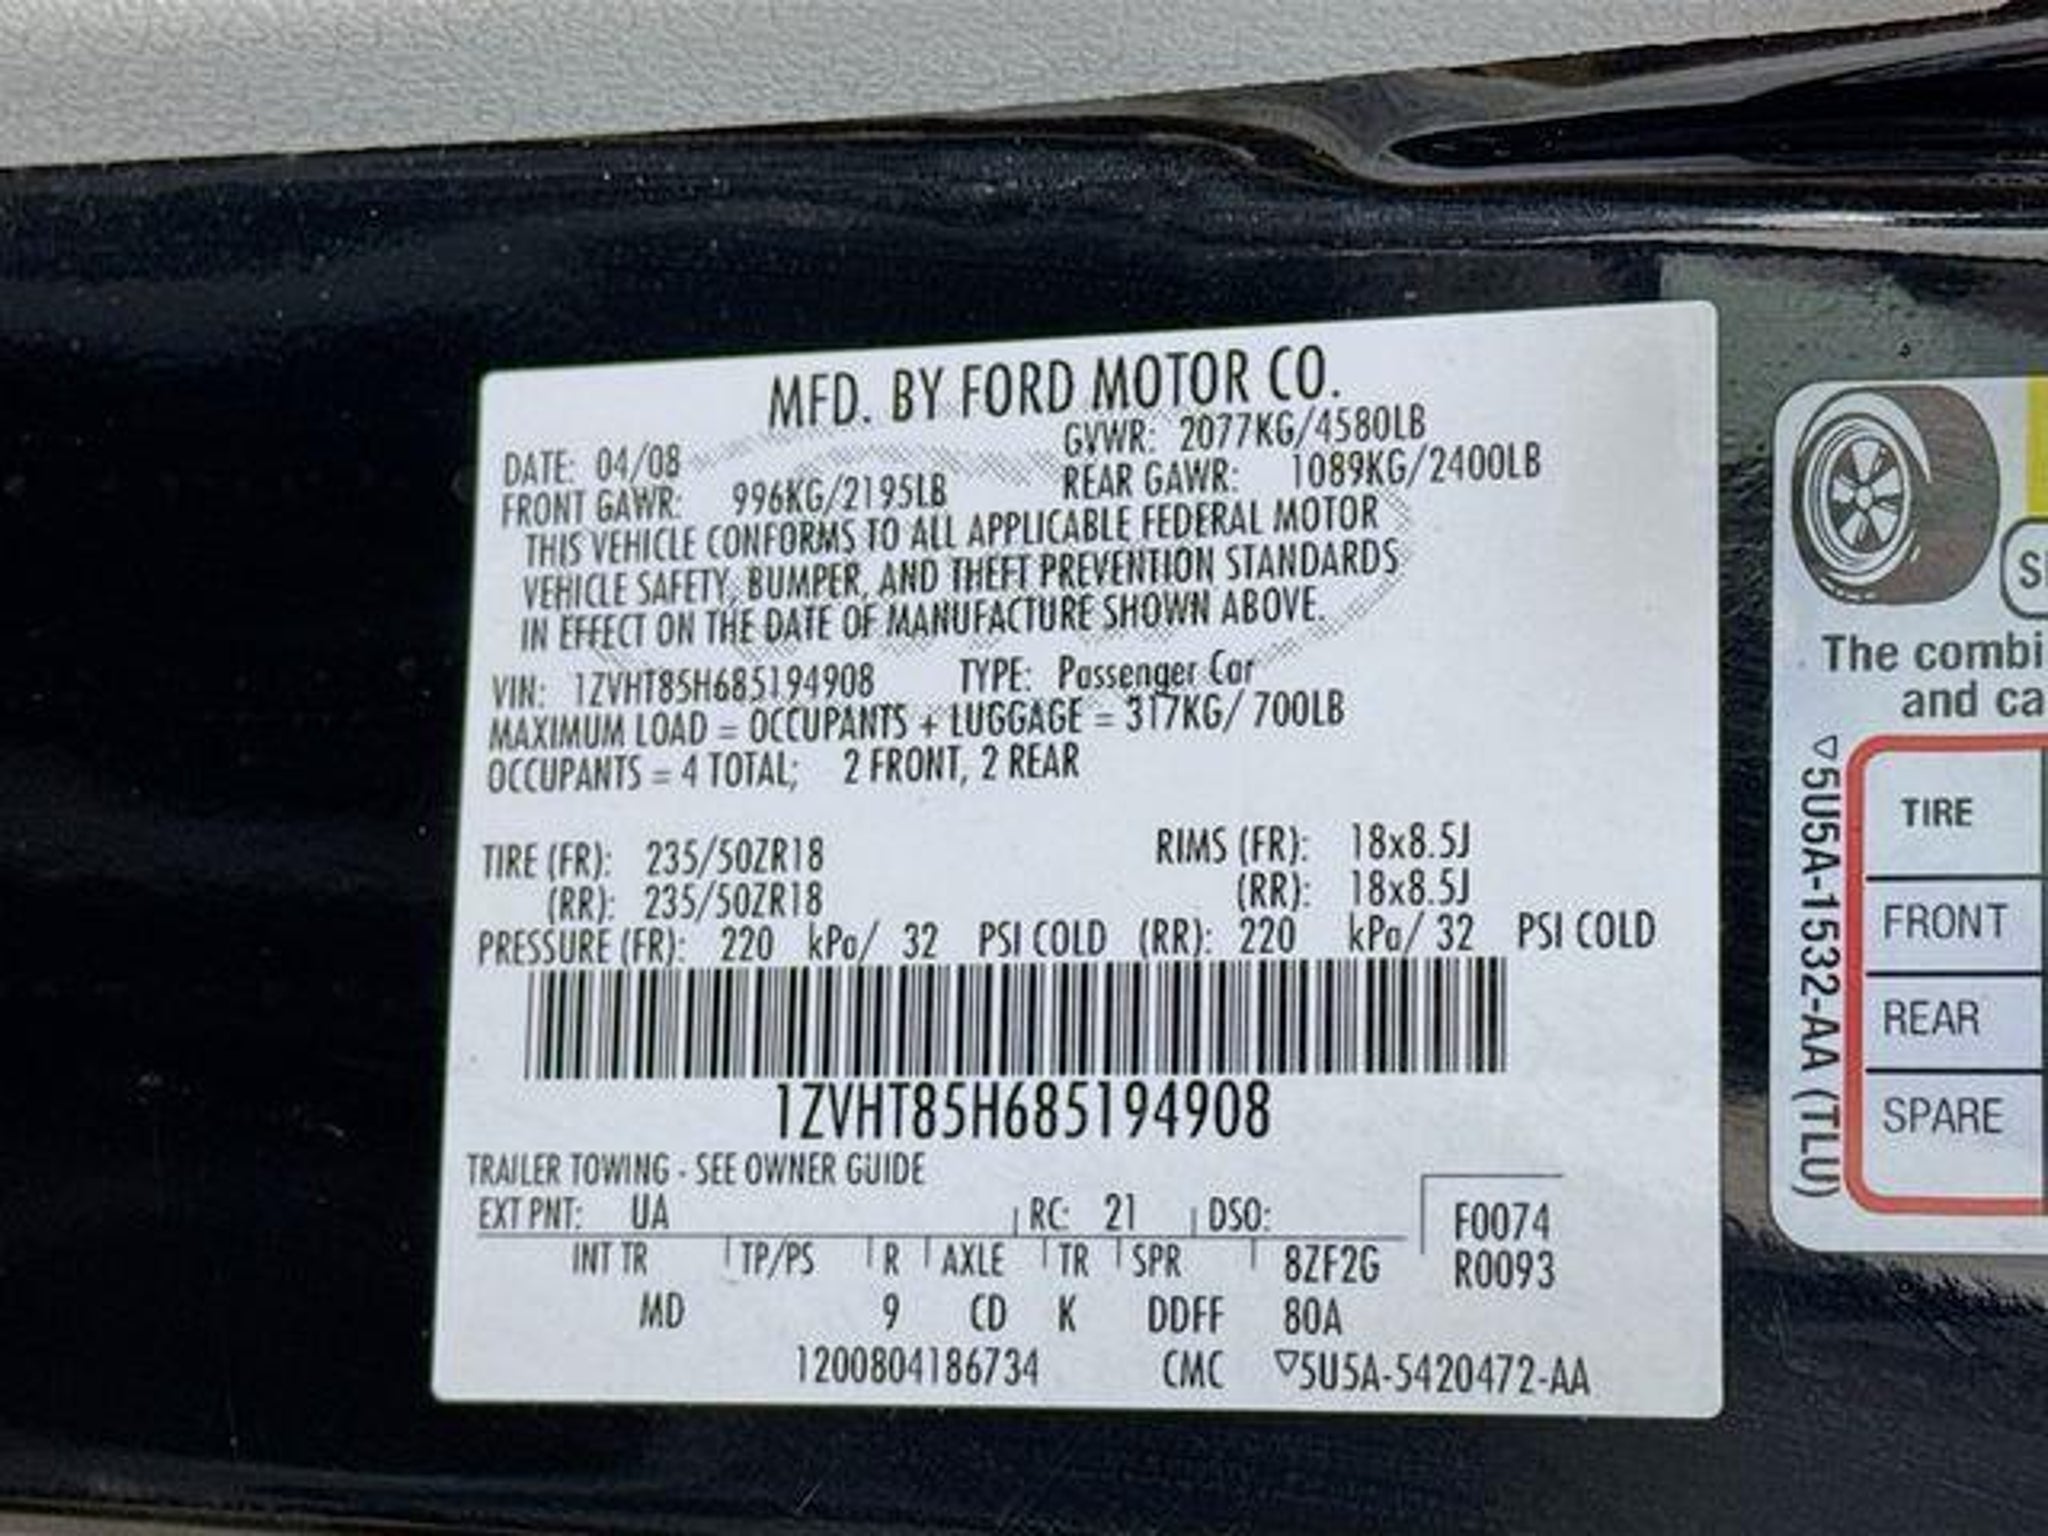 MFD. BY FORD MOTOR CO.
DATE: 04/08 GVWR: 2077KG/4580LB
FRONT GAWR: 996KG/2195LB REAR GAWR: 1089KG/2400LB
THIS VEHICLE CONFORMS TO ALL APPLICABLE FEDERAL MOTOR
VEHICLE SAFETY, BUMPER, AND THEFT PREVENTION STANDARDS
IN EFFECT ON THE DATE OF MANUFACTURE SHOWN ABOVE.
VIN: 1ZVHT85H685194908 TYPE: Passenger Car
MAXIMUM LOAD = OCCUPANTS + LUGGAGE = 317KG/ 700LB
OCCUPANTS = 4 TOTAL; 2 FRONT, 2 REAR
TIRE (FR): 235/50ZR18 RIMS (FR): 18x8.5J
(RR): 235/50ZR18 (RR): 18x8.5J
PRESSURE (FR): 220 kPa/ 32 PSI COLD (RR): 220 kPa/ 32 PSI COLD
1ZVHT85H685194908
TRAILER TOWING - SEE OWNER GUIDE
EXT PNT: UA RC: 21 DSO: F0074
INT TR TP/PS R AXLE TR SPR 8ZF2G R0093
MD 9 CD K DDFF 80A
1200804186734 CMC ▽5U5A-5420472-AA
The combi
and ca
▽5U5A-1532-AA (TLU)
TIRE
FRONT
REAR
SPARE